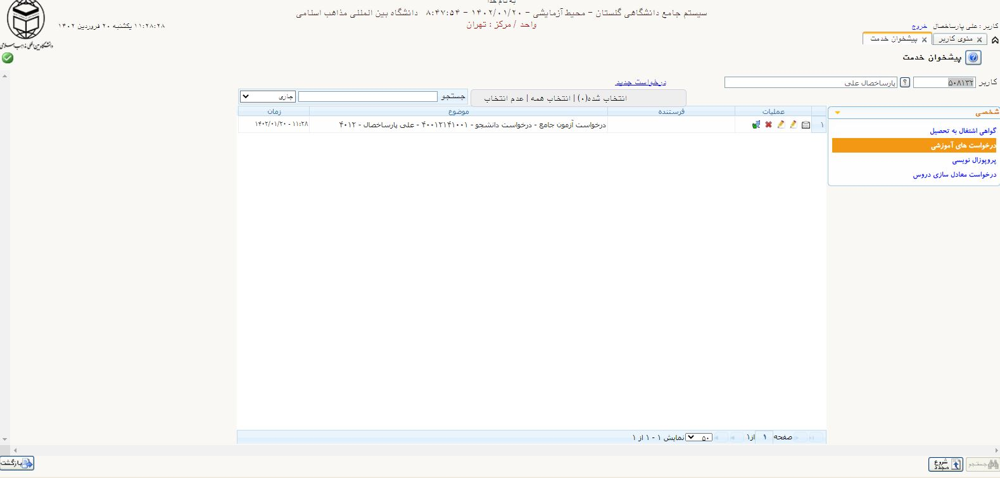 به نام خدا
سیستم جامع دانشگاهی گلستان - محیط آزمایشی - ۱۴۰۲/۰۱/۲۰ - ۸:۴۷:۵۴ دانشگاه بین المللی مذاهب اسلامی
واحد / مرکز : تهران
کاربر : علی پارساخصال خروج
۱۱:۲۸:۲۸ یکشنبه ۲۰ فروردین ۱۴۰۲
دانشگاه بین المللی مذاهب اسلامی
منوی کاربر پیشخوان خدمت
پیشخوان خدمت
کاربر ۵۰۸۱۳۲ ؟ پارساخصال علی
درخواست جدید
انتخاب شده(۰) | انتخاب همه | عدم انتخاب
جستجو جاری
شخصی
گواهی اشتغال به تحصیل
درخواست های آموزشی
پروپوزال نویسی
درخواست معادل سازی دروس
عملیات فرستنده موضوع زمان
۱ درخواست آزمون جامع - درخواست دانشجو - ۴۰۰۱۲۱۴۱۰۰۱ - علی پارساخصال - ۴۰۱۲ ۱۱:۲۸ - ۱۴۰۲/۰۱/۲۰
صفحه ۱ از۱ ۵۰ نمایش ۱ - ۱ از ۱
جستجو شروع مجدد بازگشت